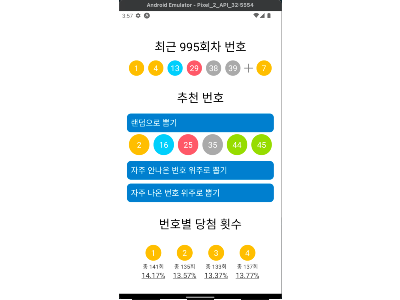 Android Emulator - Pixel_2_API_32:5554
3:57
최근 995회차 번호
1 4 13 29 38 39 + 7
추천 번호
랜덤으로 뽑기
2 16 25 35 44 45
자주 안나온 번호 위주로 뽑기
자주 나온 번호 위주로 뽑기
번호별 당첨 횟수
1 2 3 4
총 141회 총 135회 총 133회 총 137회
14.17% 13.57% 13.37% 13.77%